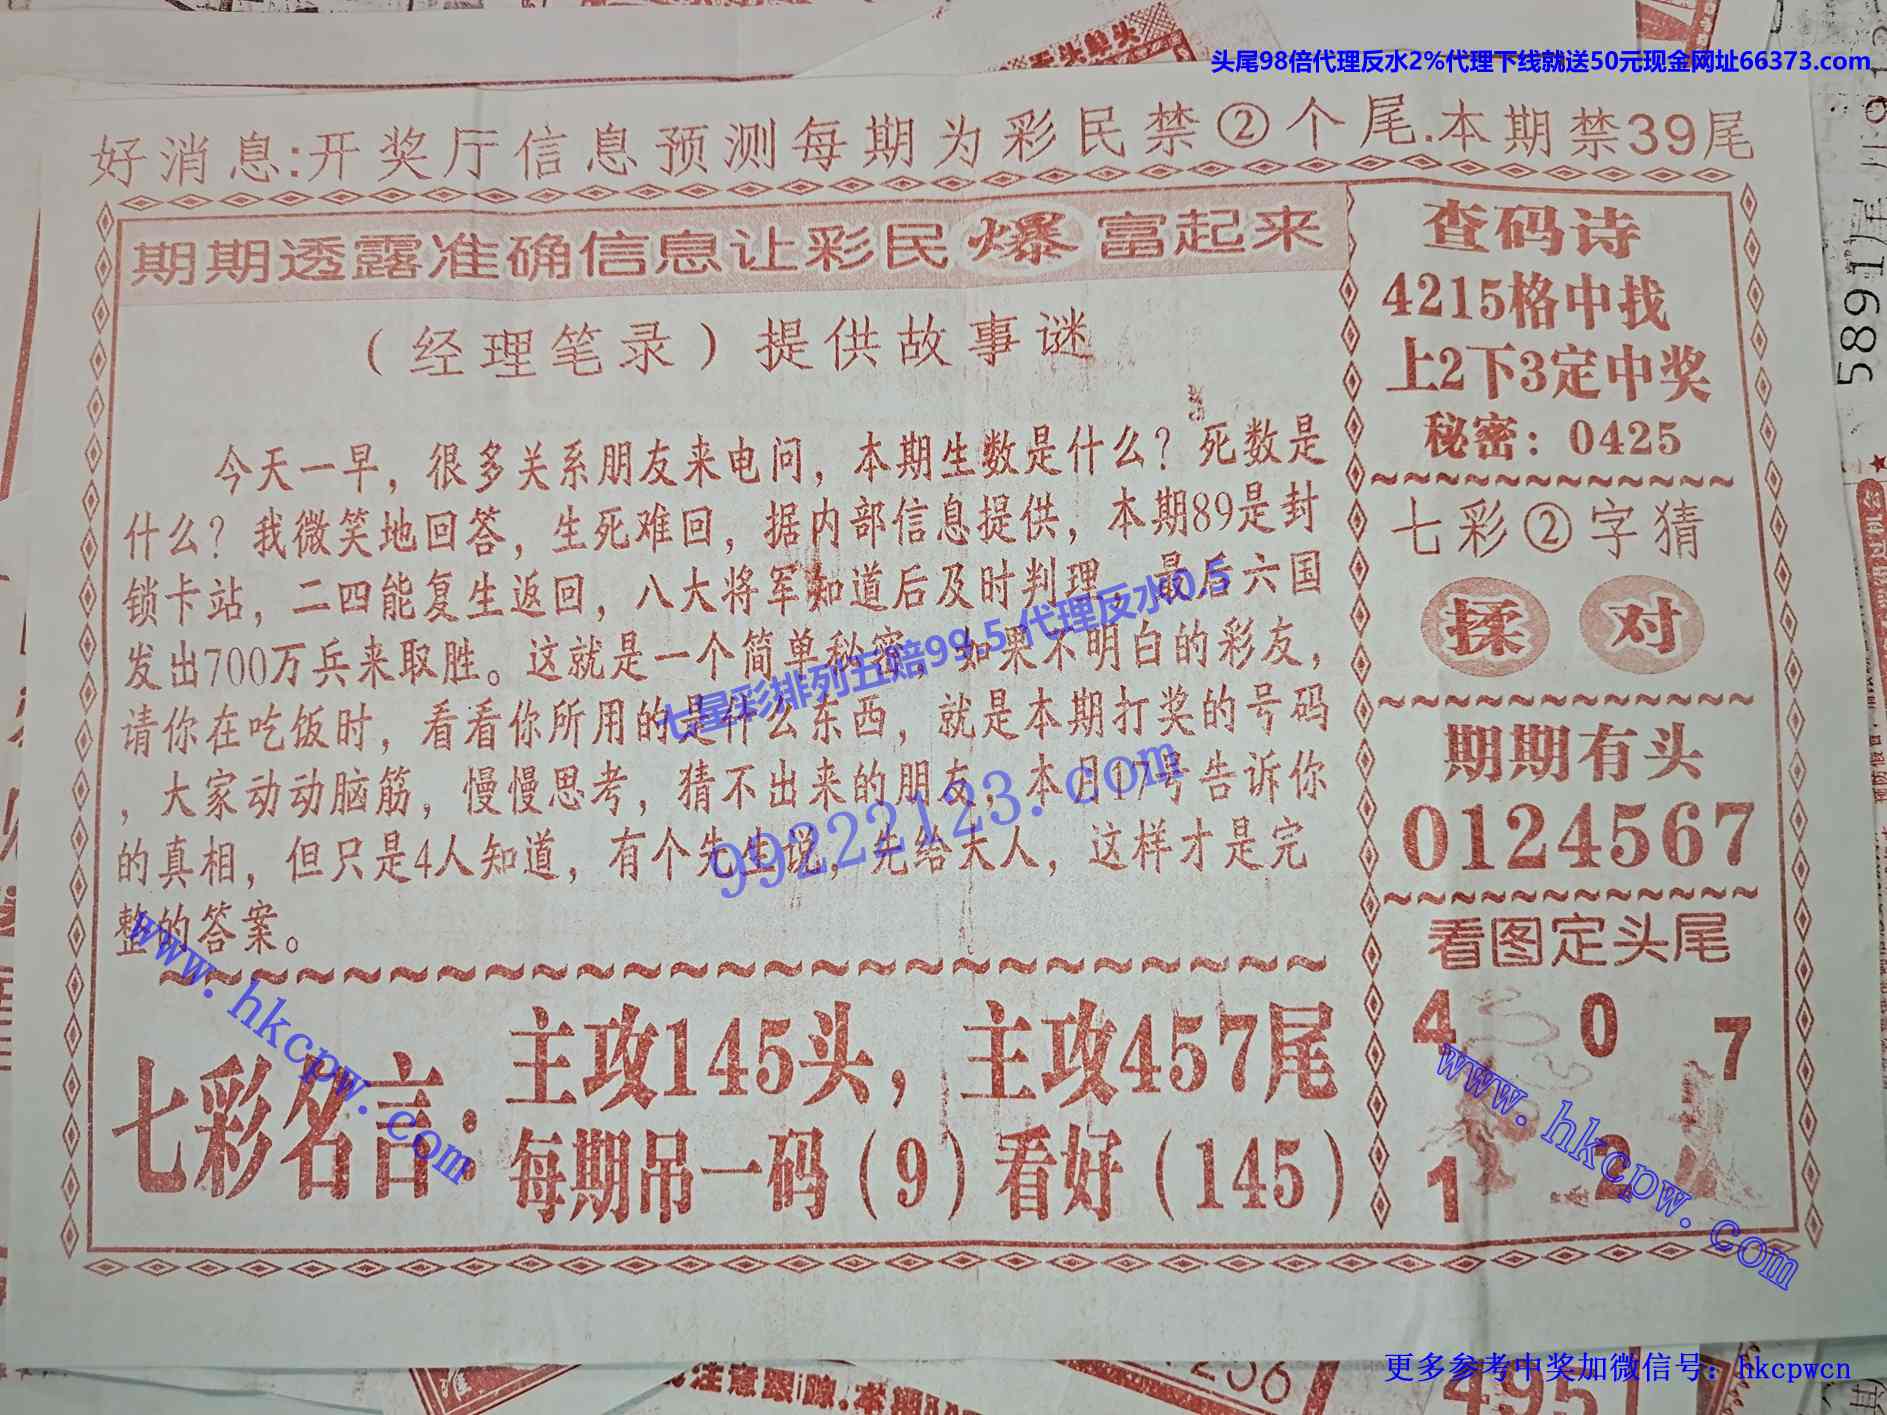 头尾98倍代理反水2%代理下线就送50元现金网址66373.com
好消息:开奖厅信息预测每期为彩民禁②个尾.本期禁39尾
期期透露准确信息让彩民爆富起来
（经理笔录）提供故事谜
今天一早，很多关系朋友来电问，本期生数是什么？死数是
什么？我微笑地回答，生死难回，据内部信息提供，本期89是封
锁卡站，二四能复生返回，八大将军知道后及时判理，最后六国
发出700万兵来取胜。这就是一个简单秘密，如果不明白的彩友，
请你在吃饭时，看看你所用的是什么东西，就是本期打奖的号码
，大家动动脑筋，慢慢思考，猜不出来的朋友，本月17号告诉你
的真相，但只是4人知道，有个先生说，先给大人，这样才是完
整的答案。
七彩名言：
主攻145头，主攻457尾
每期吊一码（9）看好（145）
查码诗
4215格中找
上2下3定中奖
秘密：0425
七彩②字猜
揉 对
期期有头
0124567
看图定头尾
4 0 7
1 2
七星彩排列五赔99.5 代理反水0.5
99222123.com
www.hkcpw.com
www.hkcpw.com
5891尾
4951
更多参考中奖加微信号：hkcpwcn